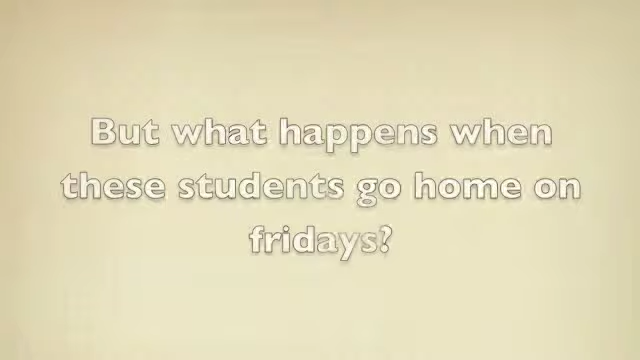 But what happens when
these students go home on
fridays?